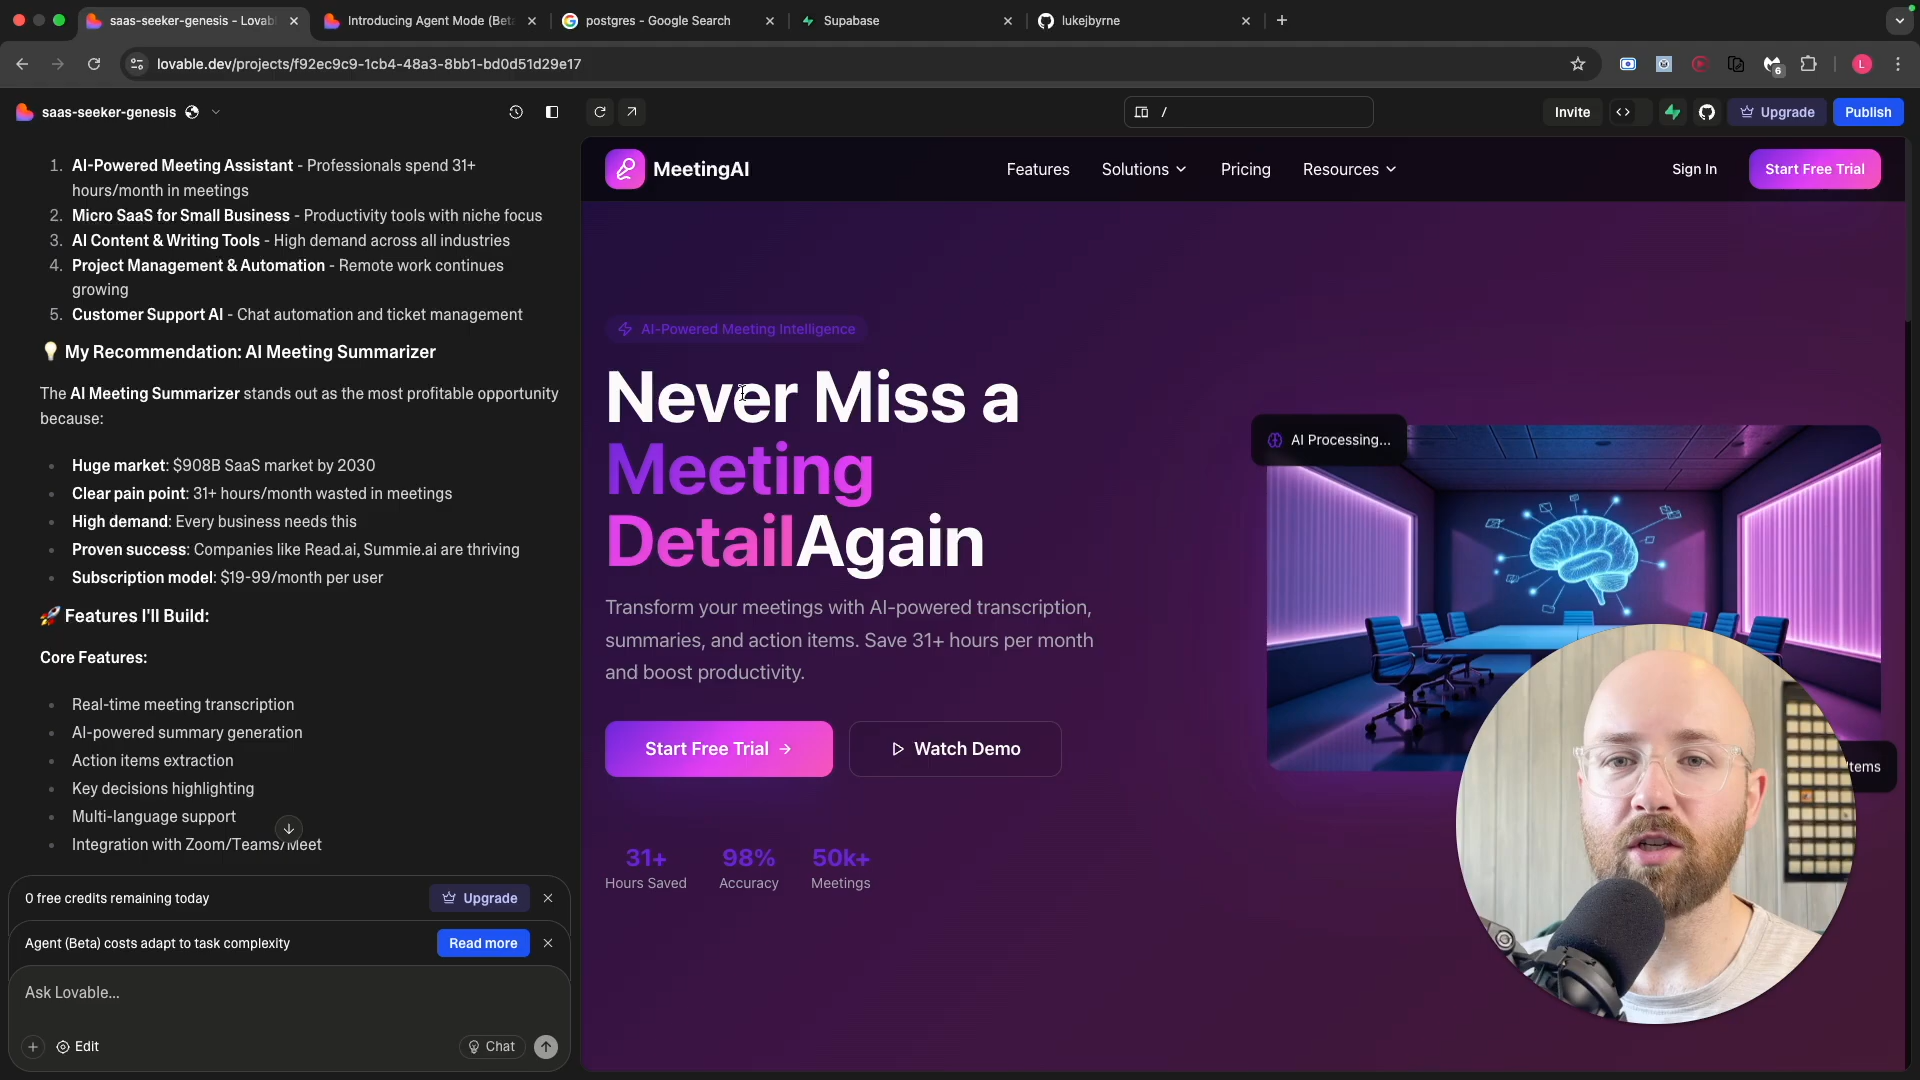 saas-seeker-genesis - Lovab
Introducing Agent Mode (Beta
postgres - Google Search
Supabase
lukejbyrne
lovable.dev/projects/f92ec9c9-1cb4-48a3-8bb1-bd0d51d29e17
6
L
saas-seeker-genesis
/
Invite
Upgrade
Publish
1. AI-Powered Meeting Assistant - Professionals spend 31+
hours/month in meetings
2. Micro SaaS for Small Business - Productivity tools with niche focus
3. AI Content & Writing Tools - High demand across all industries
4. Project Management & Automation - Remote work continues
growing
5. Customer Support AI - Chat automation and ticket management
💡 My Recommendation: AI Meeting Summarizer
The AI Meeting Summarizer stands out as the most profitable opportunity
because:
Huge market: $908B SaaS market by 2030
Clear pain point: 31+ hours/month wasted in meetings
High demand: Every business needs this
Proven success: Companies like Read.ai, Summie.ai are thriving
Subscription model: $19-99/month per user
🚀 Features I'll Build:
Core Features:
Real-time meeting transcription
AI-powered summary generation
Action items extraction
Key decisions highlighting
Multi-language support
Integration with Zoom/Teams/Meet
0 free credits remaining today
Upgrade
Agent (Beta) costs adapt to task complexity
Read more
Ask Lovable...
Edit
Chat
MeetingAI
Features
Solutions
Pricing
Resources
Sign In
Start Free Trial
AI-Powered Meeting Intelligence
Never Miss a
Meeting
DetailAgain
Transform your meetings with AI-powered transcription,
summaries, and action items. Save 31+ hours per month
and boost productivity.
Start Free Trial →
Watch Demo
31+
Hours Saved
98%
Accuracy
50k+
Meetings
AI Processing...
Items